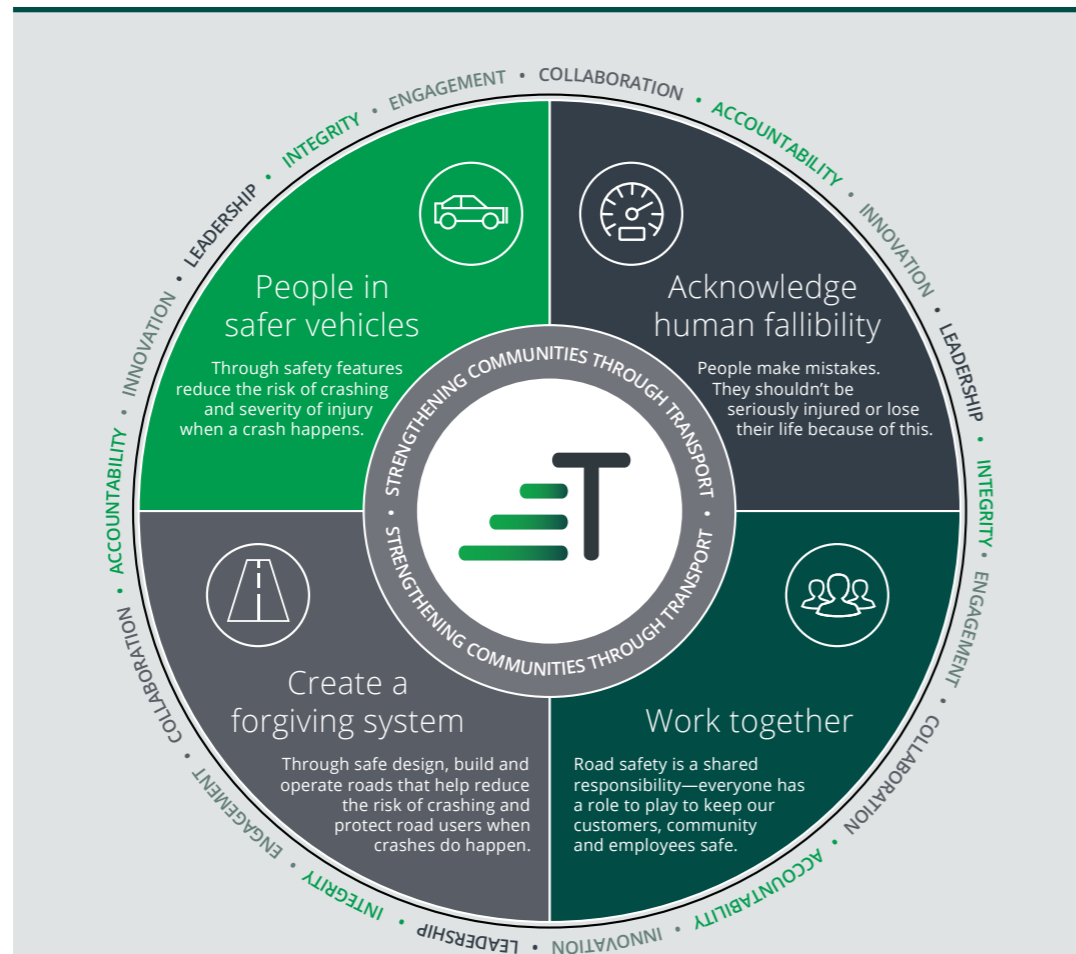 COLLABORATION • ACCOUNTABILITY • INNOVATION • LEADERSHIP • INTEGRITY • ENGAGEMENT • COLLABORATION • ACCOUNTABILITY • INNOVATION • LEADERSHIP • INTEGRITY • ENGAGEMENT • COLLABORATION • ACCOUNTABILITY • INNOVATION • LEADERSHIP • INTEGRITY • ENGAGEMENT •
People in
safer vehicles
Through safety features
reduce the risk of crashing
and severity of injury
when a crash happens.
Acknowledge
human fallibility
People make mistakes.
They shouldn't be
seriously injured or lose
their life because of this.
STRENGTHENING COMMUNITIES THROUGH TRANSPORT •
STRENGTHENING COMMUNITIES THROUGH TRANSPORT •
T
Create a
forgiving system
Through safe design, build and
operate roads that help reduce
the risk of crashing and
protect road users when
crashes do happen.
Work together
Road safety is a shared
responsibility—everyone has
a role to play to keep our
customers, community
and employees safe.